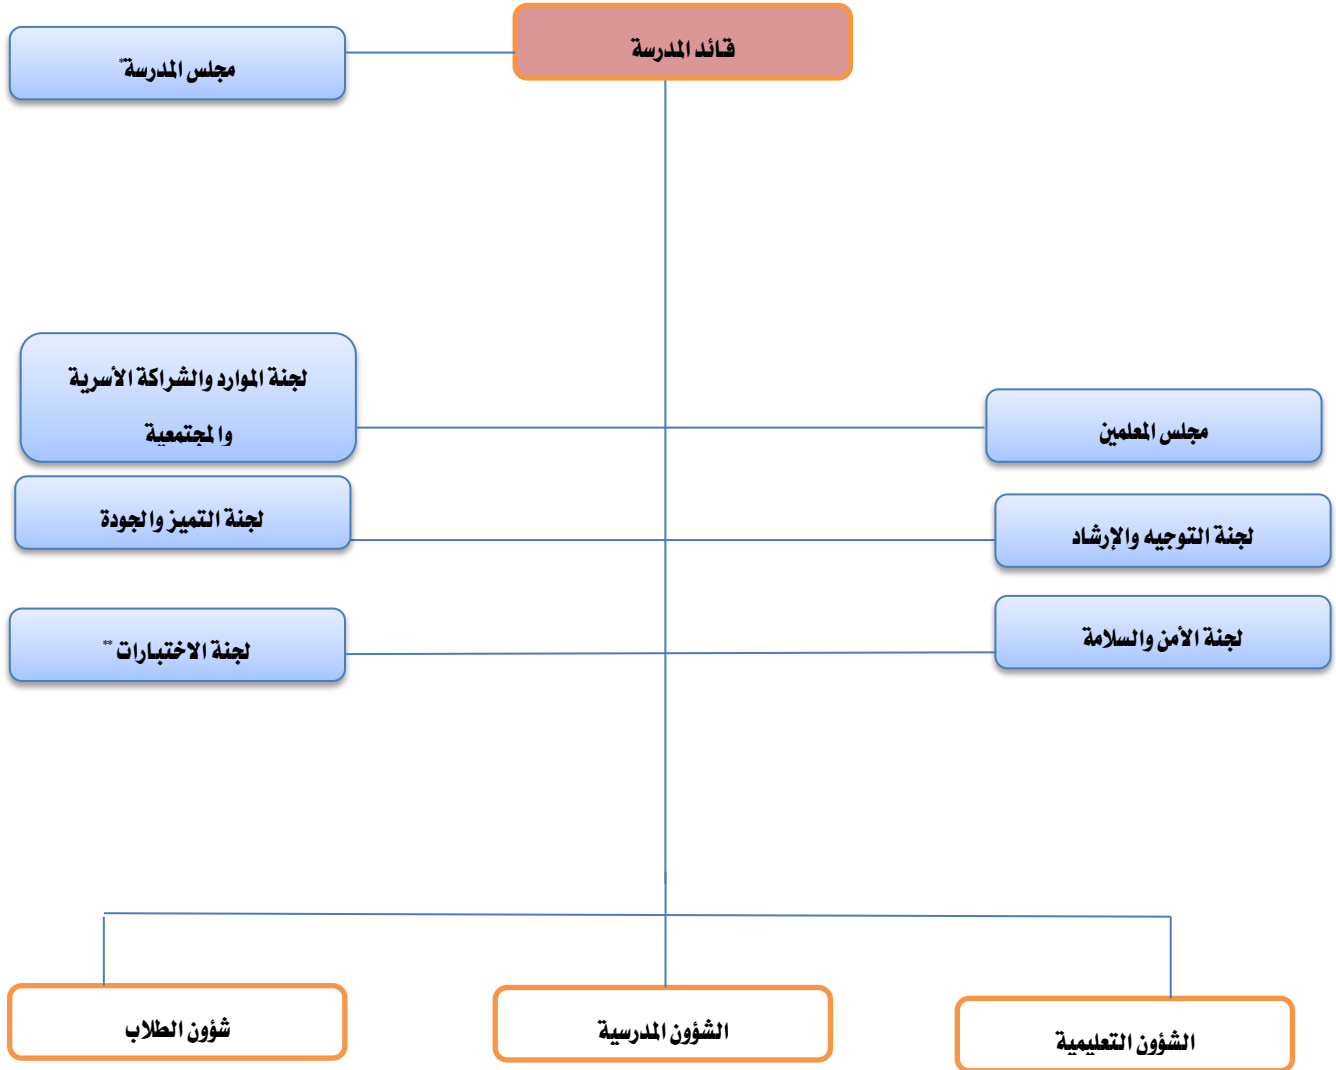 قائد المدرسة
مجلس المدرسة*
لجنة الموارد والشراكة الأسرية
والمجتمعية
مجلس المعلمين
لجنة التميز والجودة
لجنة التوجيه والإرشاد
لجنة الأمن والسلامة
لجنة الاختبارات **
الشؤون التعليمية
الشؤون المدرسية
شؤون الطلاب